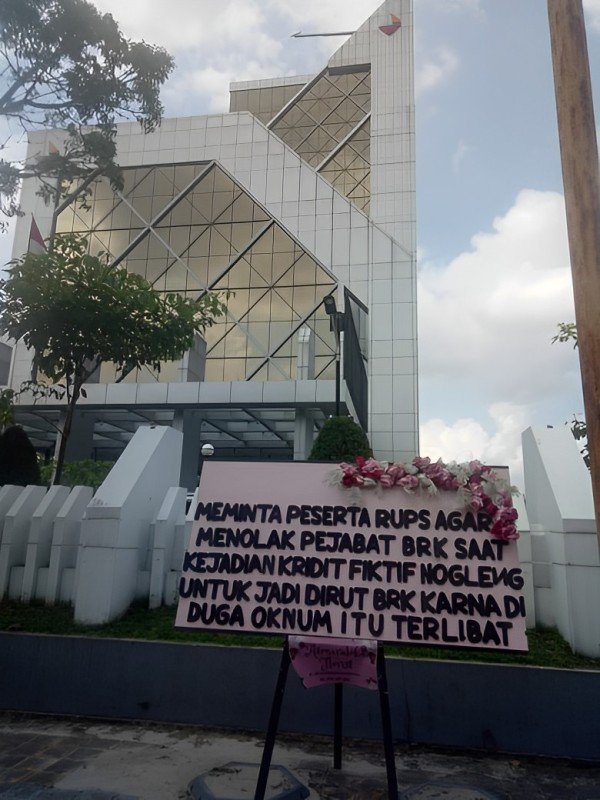 MEMINTA PESERTA RUPS AGAR
MENOLAK PEJABAT BRK SAAT
KEJADIAN KRIDIT FIKTIF NOGLENG
UNTUK JADI DIRUT BRK KARNA DI
DUGA OKNUM ITU TERLIBAT
Florist